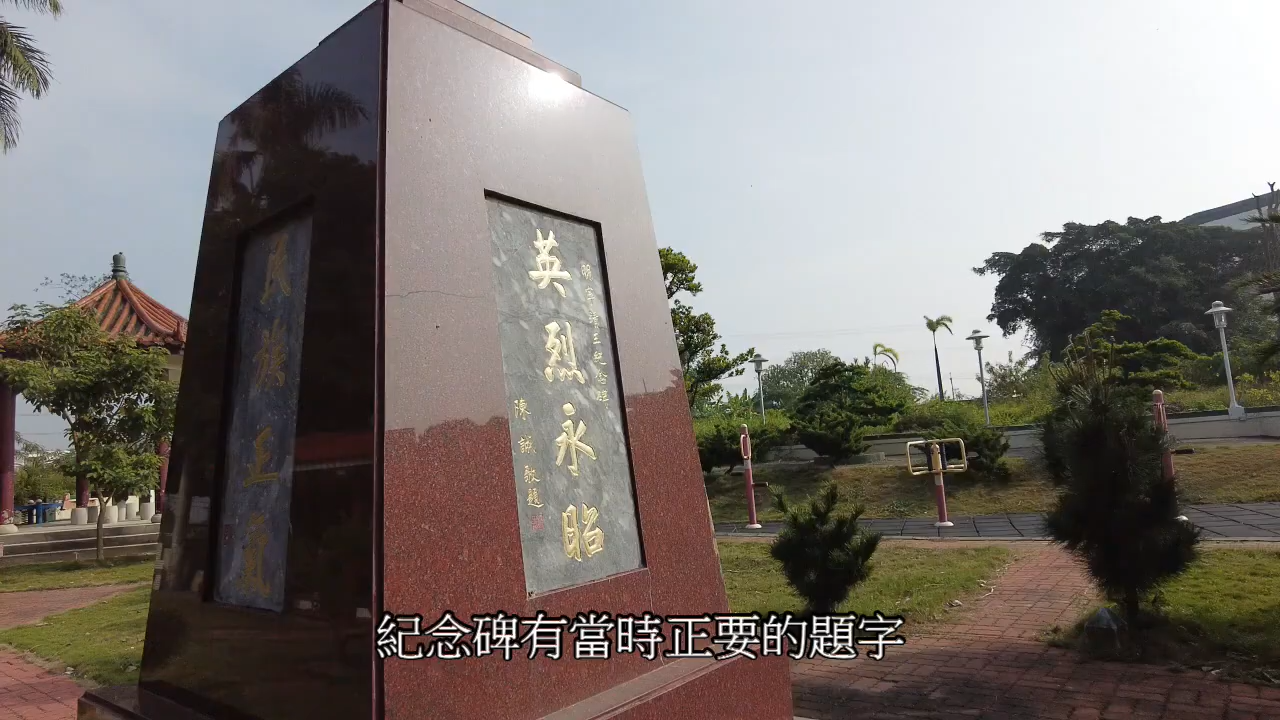 英烈永昭
陳誠敬題
民族正氣
紀念碑有當時正要的題字